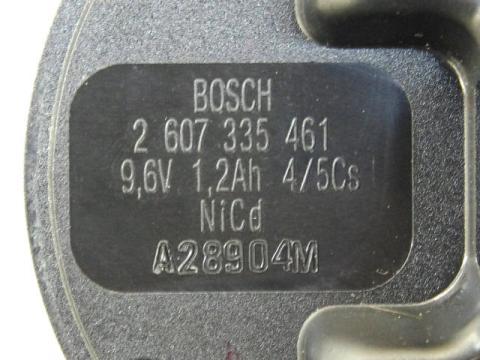 BOSCH
2 607 335 461
9,6V 1,2Ah 4/5Cs
NiCd
A28904M